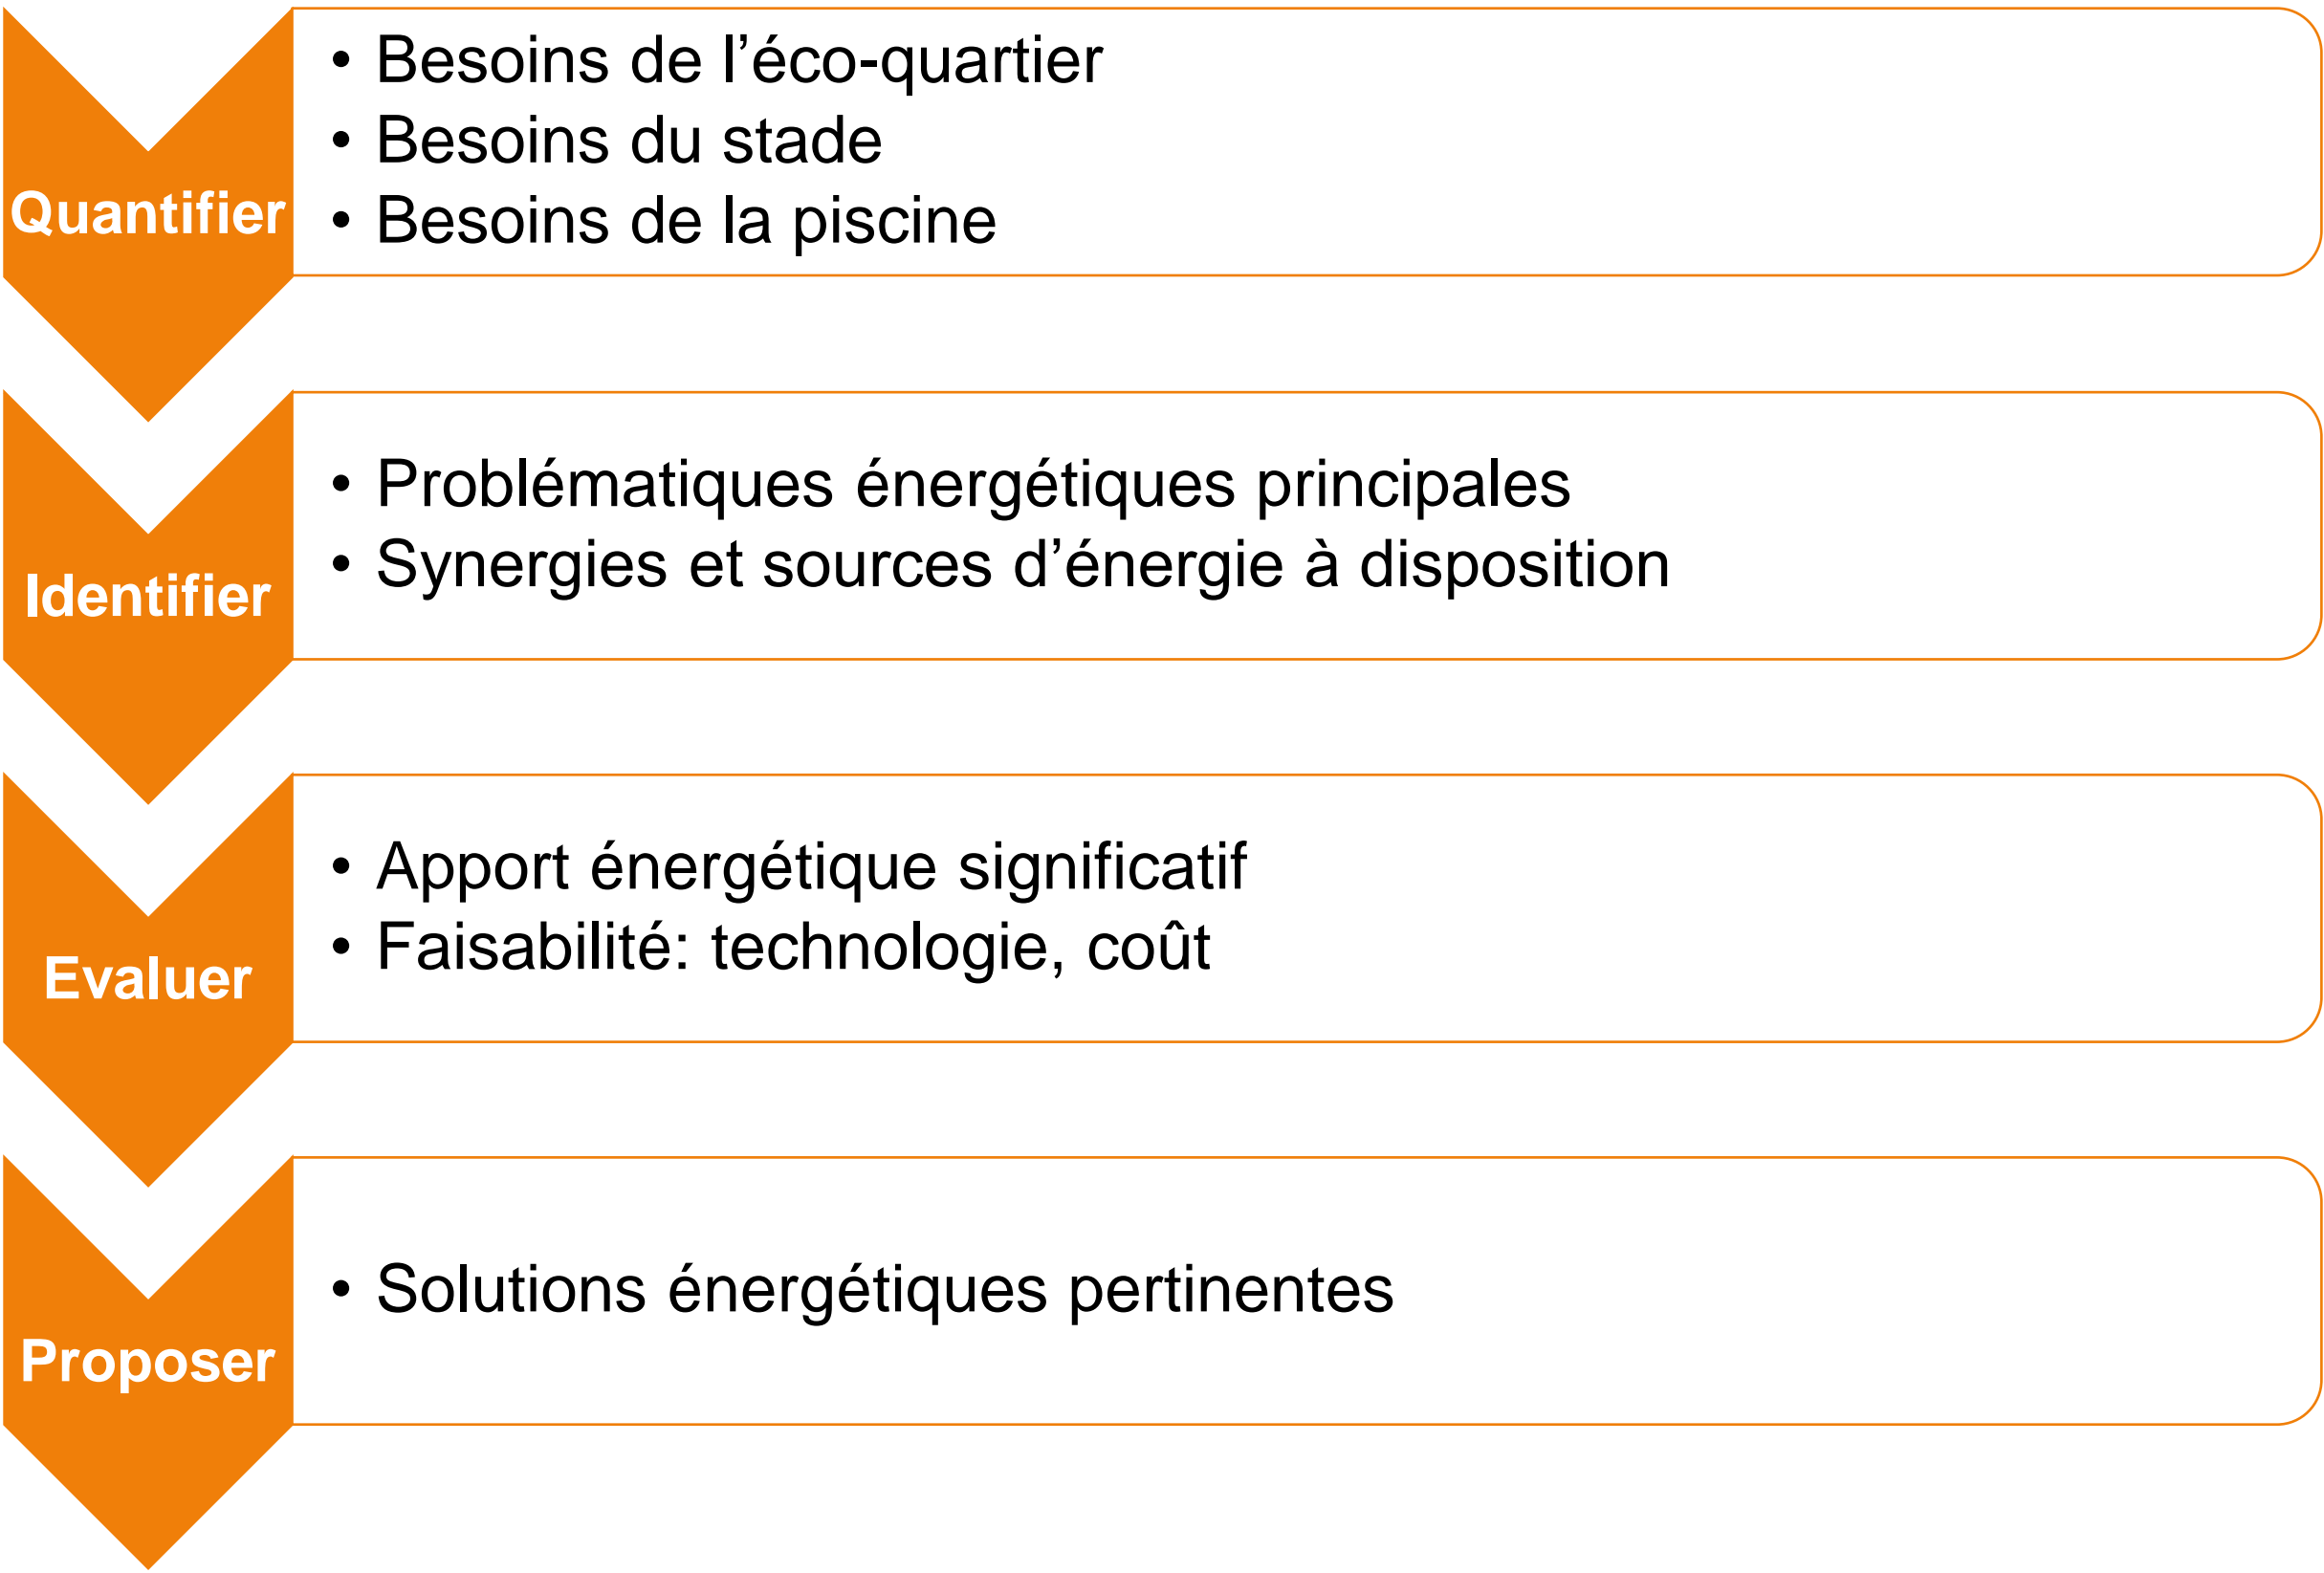 Quantifier
• Besoins de l’éco-quartier
• Besoins du stade
• Besoins de la piscine
Identifier
• Problématiques énergétiques principales
• Synergies et sources d’énergie à disposition
Evaluer
• Apport énergétique significatif
• Faisabilité: technologie, coût
Proposer
• Solutions énergétiques pertinentes